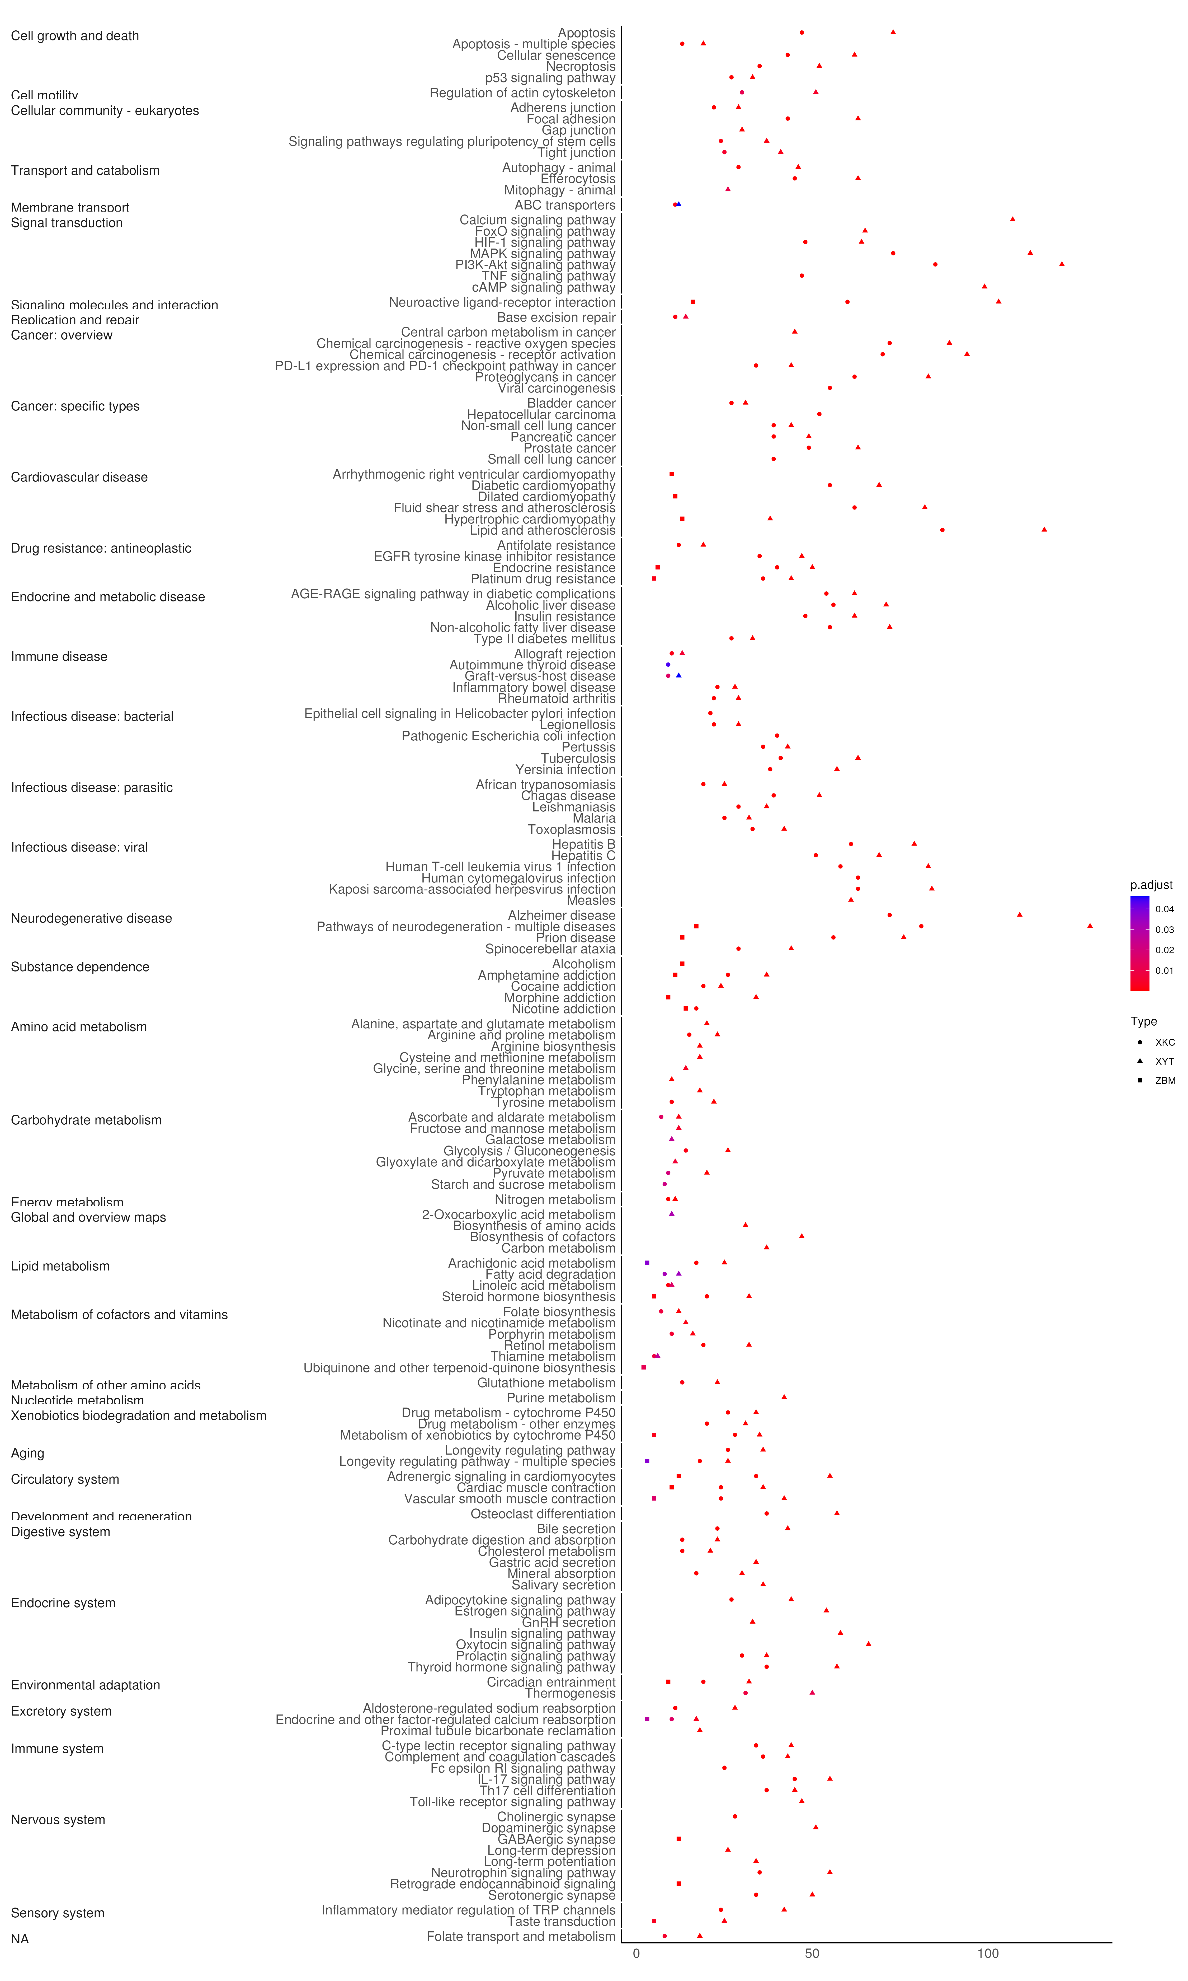 Cell growth and death
Apoptosis
Apoptosis - multiple species
Cellular senescence
Necroptosis
p53 signaling pathway
Cell motility
Regulation of actin cytoskeleton
Cellular community - eukaryotes
Adherens junction
Focal adhesion
Gap junction
Signaling pathways regulating pluripotency of stem cells
Tight junction
Transport and catabolism
Autophagy - animal
Efferocytosis
Mitophagy - animal
Membrane transport
ABC transporters
Signal transduction
Calcium signaling pathway
FoxO signaling pathway
HIF-1 signaling pathway
MAPK signaling pathway
PI3K-Akt signaling pathway
TNF signaling pathway
cAMP signaling pathway
Signaling molecules and interaction
Neuroactive ligand-receptor interaction
Replication and repair
Base excision repair
Cancer: overview
Central carbon metabolism in cancer
Chemical carcinogenesis - reactive oxygen species
Chemical carcinogenesis - receptor activation
PD-L1 expression and PD-1 checkpoint pathway in cancer
Proteoglycans in cancer
Viral carcinogenesis
Cancer: specific types
Bladder cancer
Hepatocellular carcinoma
Non-small cell lung cancer
Pancreatic cancer
Prostate cancer
Small cell lung cancer
Cardiovascular disease
Arrhythmogenic right ventricular cardiomyopathy
Diabetic cardiomyopathy
Dilated cardiomyopathy
Fluid shear stress and atherosclerosis
Hypertrophic cardiomyopathy
Lipid and atherosclerosis
Drug resistance: antineoplastic
Antifolate resistance
EGFR tyrosine kinase inhibitor resistance
Endocrine resistance
Platinum drug resistance
Endocrine and metabolic disease
AGE-RAGE signaling pathway in diabetic complications
Alcoholic liver disease
Insulin resistance
Non-alcoholic fatty liver disease
Type II diabetes mellitus
Immune disease
Allograft rejection
Autoimmune thyroid disease
Graft-versus-host disease
Inflammatory bowel disease
Rheumatoid arthritis
Infectious disease: bacterial
Epithelial cell signaling in Helicobacter pylori infection
Legionellosis
Pathogenic Escherichia coli infection
Pertussis
Tuberculosis
Yersinia infection
Infectious disease: parasitic
African trypanosomiasis
Chagas disease
Leishmaniasis
Malaria
Toxoplasmosis
Infectious disease: viral
Hepatitis B
Hepatitis C
Human T-cell leukemia virus 1 infection
Human cytomegalovirus infection
Kaposi sarcoma-associated herpesvirus infection
Measles
Neurodegenerative disease
Alzheimer disease
Pathways of neurodegeneration - multiple diseases
Prion disease
Spinocerebellar ataxia
Substance dependence
Alcoholism
Amphetamine addiction
Cocaine addiction
Morphine addiction
Nicotine addiction
Amino acid metabolism
Alanine, aspartate and glutamate metabolism
Arginine and proline metabolism
Arginine biosynthesis
Cysteine and methionine metabolism
Glycine, serine and threonine metabolism
Phenylalanine metabolism
Tryptophan metabolism
Tyrosine metabolism
Carbohydrate metabolism
Ascorbate and aldarate metabolism
Fructose and mannose metabolism
Galactose metabolism
Glycolysis / Gluconeogenesis
Glyoxylate and dicarboxylate metabolism
Pyruvate metabolism
Starch and sucrose metabolism
Energy metabolism
Nitrogen metabolism
Global and overview maps
2-Oxocarboxylic acid metabolism
Biosynthesis of amino acids
Biosynthesis of cofactors
Carbon metabolism
Lipid metabolism
Arachidonic acid metabolism
Fatty acid degradation
Linoleic acid metabolism
Steroid hormone biosynthesis
Metabolism of cofactors and vitamins
Folate biosynthesis
Nicotinate and nicotinamide metabolism
Porphyrin metabolism
Retinol metabolism
Thiamine metabolism
Ubiquinone and other terpenoid-quinone biosynthesis
Metabolism of other amino acids
Glutathione metabolism
Nucleotide metabolism
Purine metabolism
Xenobiotics biodegradation and metabolism
Drug metabolism - cytochrome P450
Drug metabolism - other enzymes
Metabolism of xenobiotics by cytochrome P450
Aging
Longevity regulating pathway
Longevity regulating pathway - multiple species
Circulatory system
Adrenergic signaling in cardiomyocytes
Cardiac muscle contraction
Vascular smooth muscle contraction
Development and regeneration
Osteoclast differentiation
Digestive system
Bile secretion
Carbohydrate digestion and absorption
Cholesterol metabolism
Gastric acid secretion
Mineral absorption
Salivary secretion
Endocrine system
Adipocytokine signaling pathway
Estrogen signaling pathway
GnRH secretion
Insulin signaling pathway
Oxytocin signaling pathway
Prolactin signaling pathway
Thyroid hormone signaling pathway
Environmental adaptation
Circadian entrainment
Thermogenesis
Excretory system
Aldosterone-regulated sodium reabsorption
Endocrine and other factor-regulated calcium reabsorption
Proximal tubule bicarbonate reclamation
Immune system
C-type lectin receptor signaling pathway
Complement and coagulation cascades
Fc epsilon RI signaling pathway
IL-17 signaling pathway
Th17 cell differentiation
Toll-like receptor signaling pathway
Nervous system
Cholinergic synapse
Dopaminergic synapse
GABAergic synapse
Long-term depression
Long-term potentiation
Neurotrophin signaling pathway
Retrograde endocannabinoid signaling
Serotonergic synapse
Sensory system
Inflammatory mediator regulation of TRP channels
Taste transduction
NA
Folate transport and metabolism
0 50 100
p.adjust
0.04
0.03
0.02
0.01
Type
XKC
XYT
ZBM